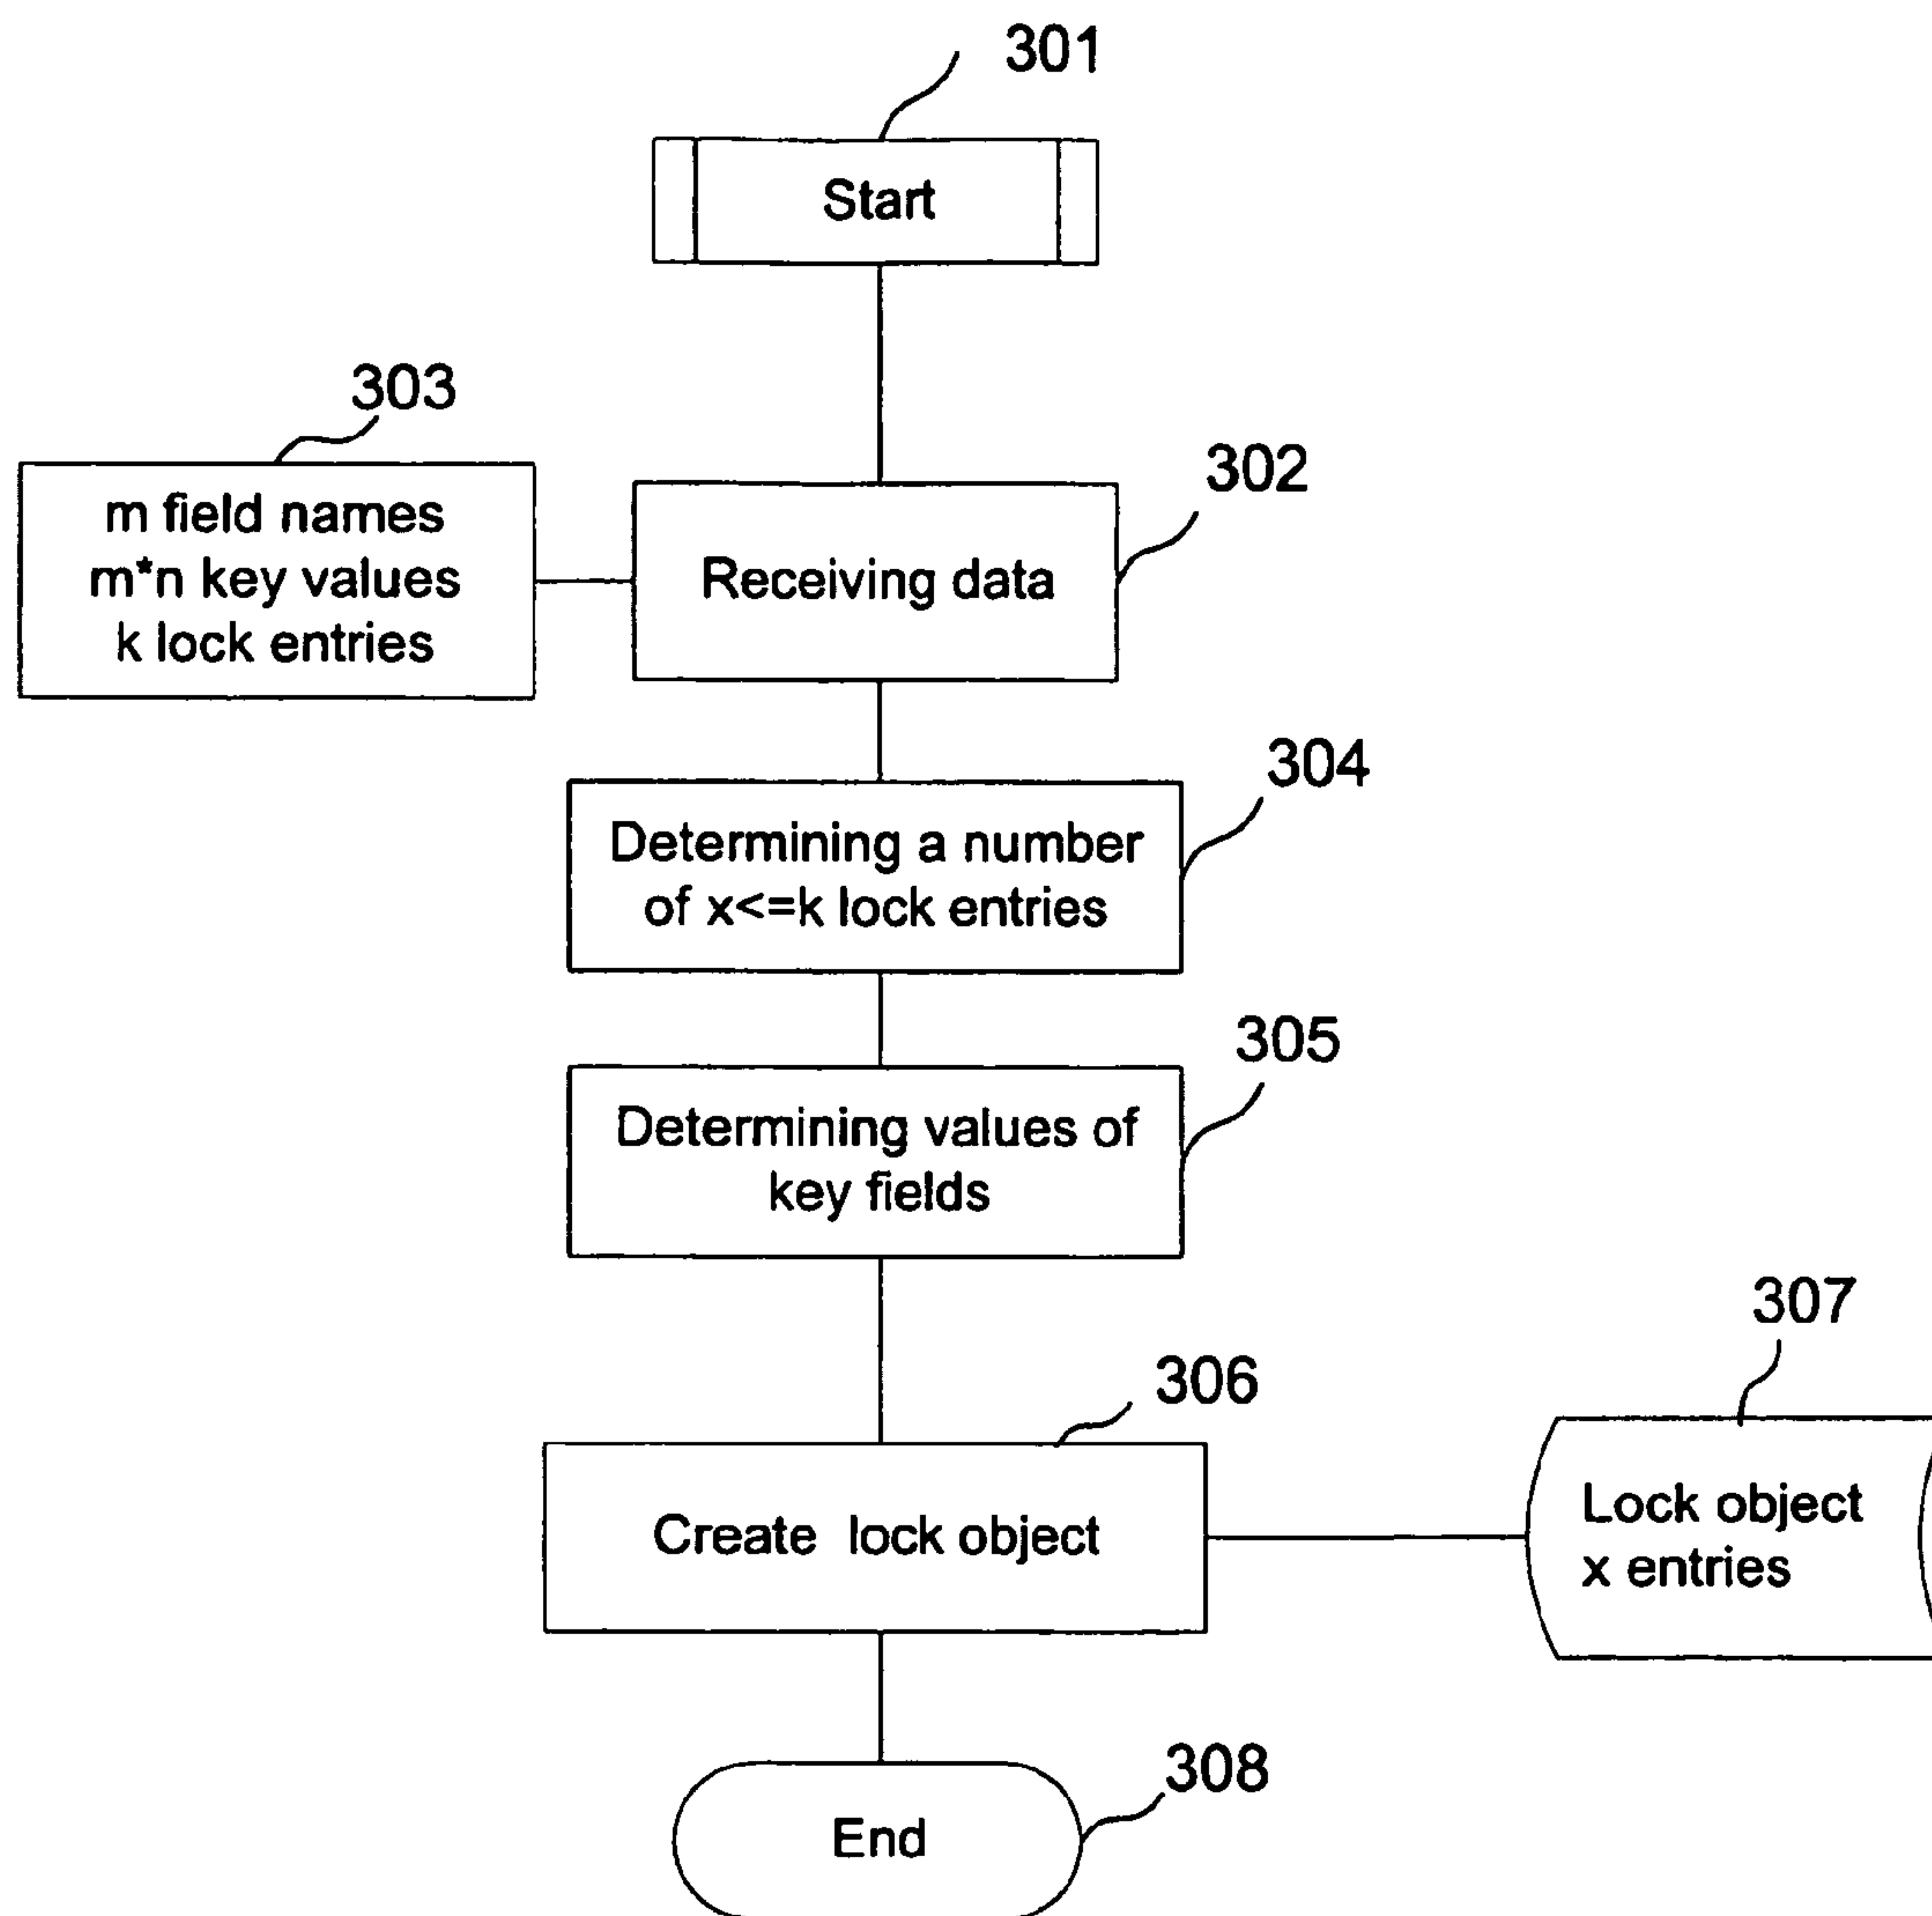 301
Start
303
m field names
m*n key values
k lock entries
302
Receiving data
304
Determining a number
of x<=k lock entries
305
Determining values of
key fields
306
Create lock object
307
Lock object
x entries
308
End